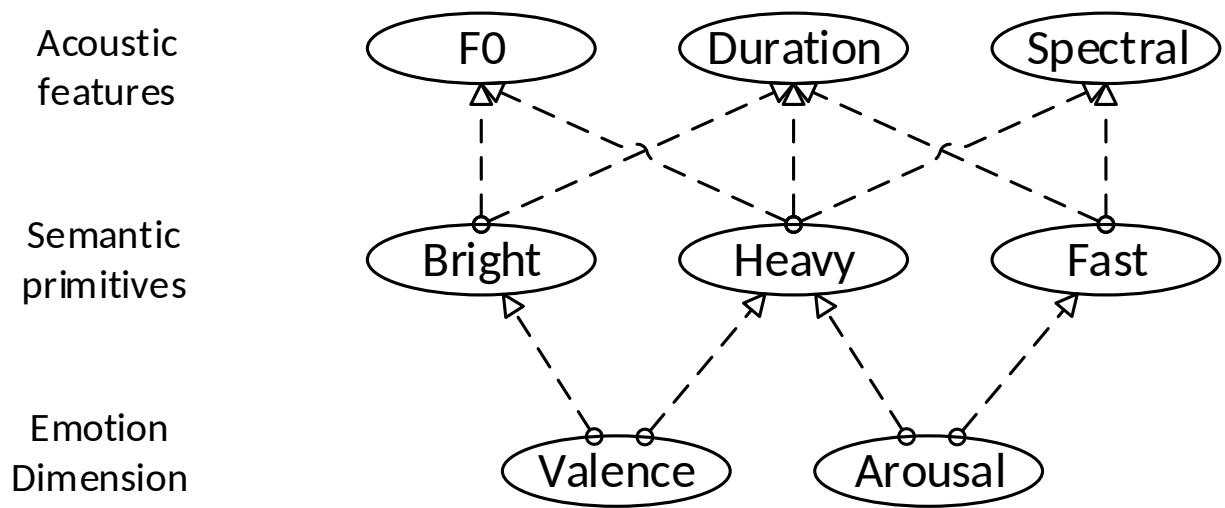 Acoustic
features
F0
Duration
Spectral
Semantic
primitives
Bright
Heavy
Fast
Emotion
Dimension
Valence
Arousal